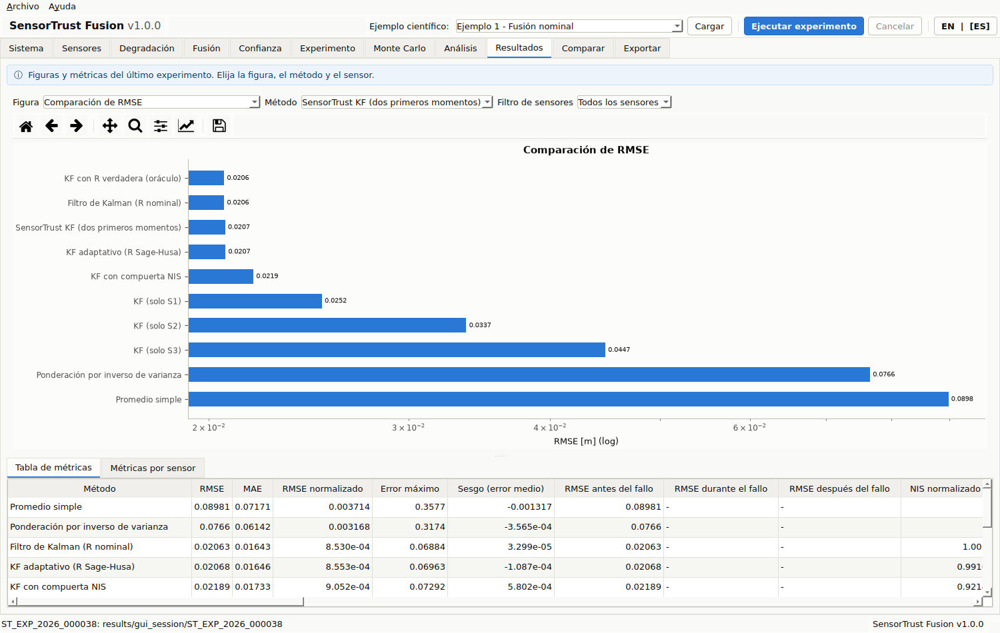 Archivo Ayuda
SensorTrust Fusion v1.0.0 Ejemplo científico: Ejemplo 1 - Fusión nominal Cargar Ejecutar experimento Cancelar EN | [ES]
Sistema Sensores Degradación Fusión Confianza Experimento Monte Carlo Análisis Resultados Comparar Exportar
ⓘ Figuras y métricas del último experimento. Elija la figura, el método y el sensor.
Figura Comparación de RMSE Método SensorTrust KF (dos primeros momentos) Filtro de sensores Todos los sensores
Comparación de RMSE
KF con R verdadera (oráculo) 0.0206
Filtro de Kalman (R nominal) 0.0206
SensorTrust KF (dos primeros momentos) 0.0207
KF adaptativo (R Sage-Husa) 0.0207
KF con compuerta NIS 0.0219
KF (solo S1) 0.0252
KF (solo S2) 0.0337
KF (solo S3) 0.0447
Ponderación por inverso de varianza 0.0766
Promedio simple 0.0898
2 × 10⁻² 3 × 10⁻² 4 × 10⁻² 6 × 10⁻²
RMSE [m] (log)
Tabla de métricas Métricas por sensor
Método RMSE MAE RMSE normalizado Error máximo Sesgo (error medio) RMSE antes del fallo RMSE durante el fallo RMSE después del fallo NIS normalizado
Promedio simple 0.08981 0.07171 0.003714 0.3577 -0.001317 0.08981 - -
Ponderación por inverso de varianza 0.0766 0.06142 0.003168 0.3174 -3.565e-04 0.0766 - -
Filtro de Kalman (R nominal) 0.02063 0.01643 8.530e-04 0.06884 3.299e-05 0.02063 - - 1.00
KF adaptativo (R Sage-Husa) 0.02068 0.01646 8.553e-04 0.06963 -1.087e-04 0.02068 - - 0.991
KF con compuerta NIS 0.02189 0.01733 9.052e-04 0.07292 5.802e-04 0.02189 - - 0.921
ST_EXP_2026_000038: results/gui_session/ST_EXP_2026_000038 SensorTrust Fusion v1.0.0